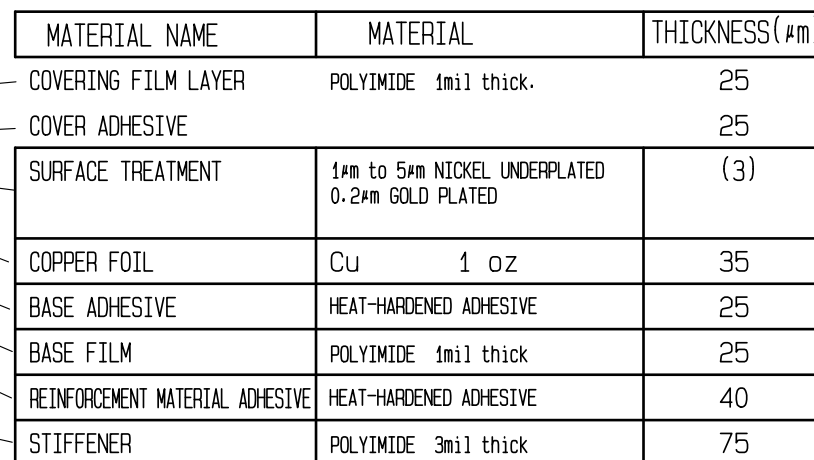 MATERIAL NAME MATERIAL THICKNESS(μm)
COVERING FILM LAYER POLYIMIDE 1mil thick. 25
COVER ADHESIVE 25
SURFACE TREATMENT 1μm to 5μm NICKEL UNDERPLATED (3)
0.2μm GOLD PLATED
COPPER FOIL Cu 1 oz 35
BASE ADHESIVE HEAT-HARDENED ADHESIVE 25
BASE FILM POLYIMIDE 1mil thick 25
REINFORCEMENT MATERIAL ADHESIVE HEAT-HARDENED ADHESIVE 40
STIFFENER POLYIMIDE 3mil thick 75